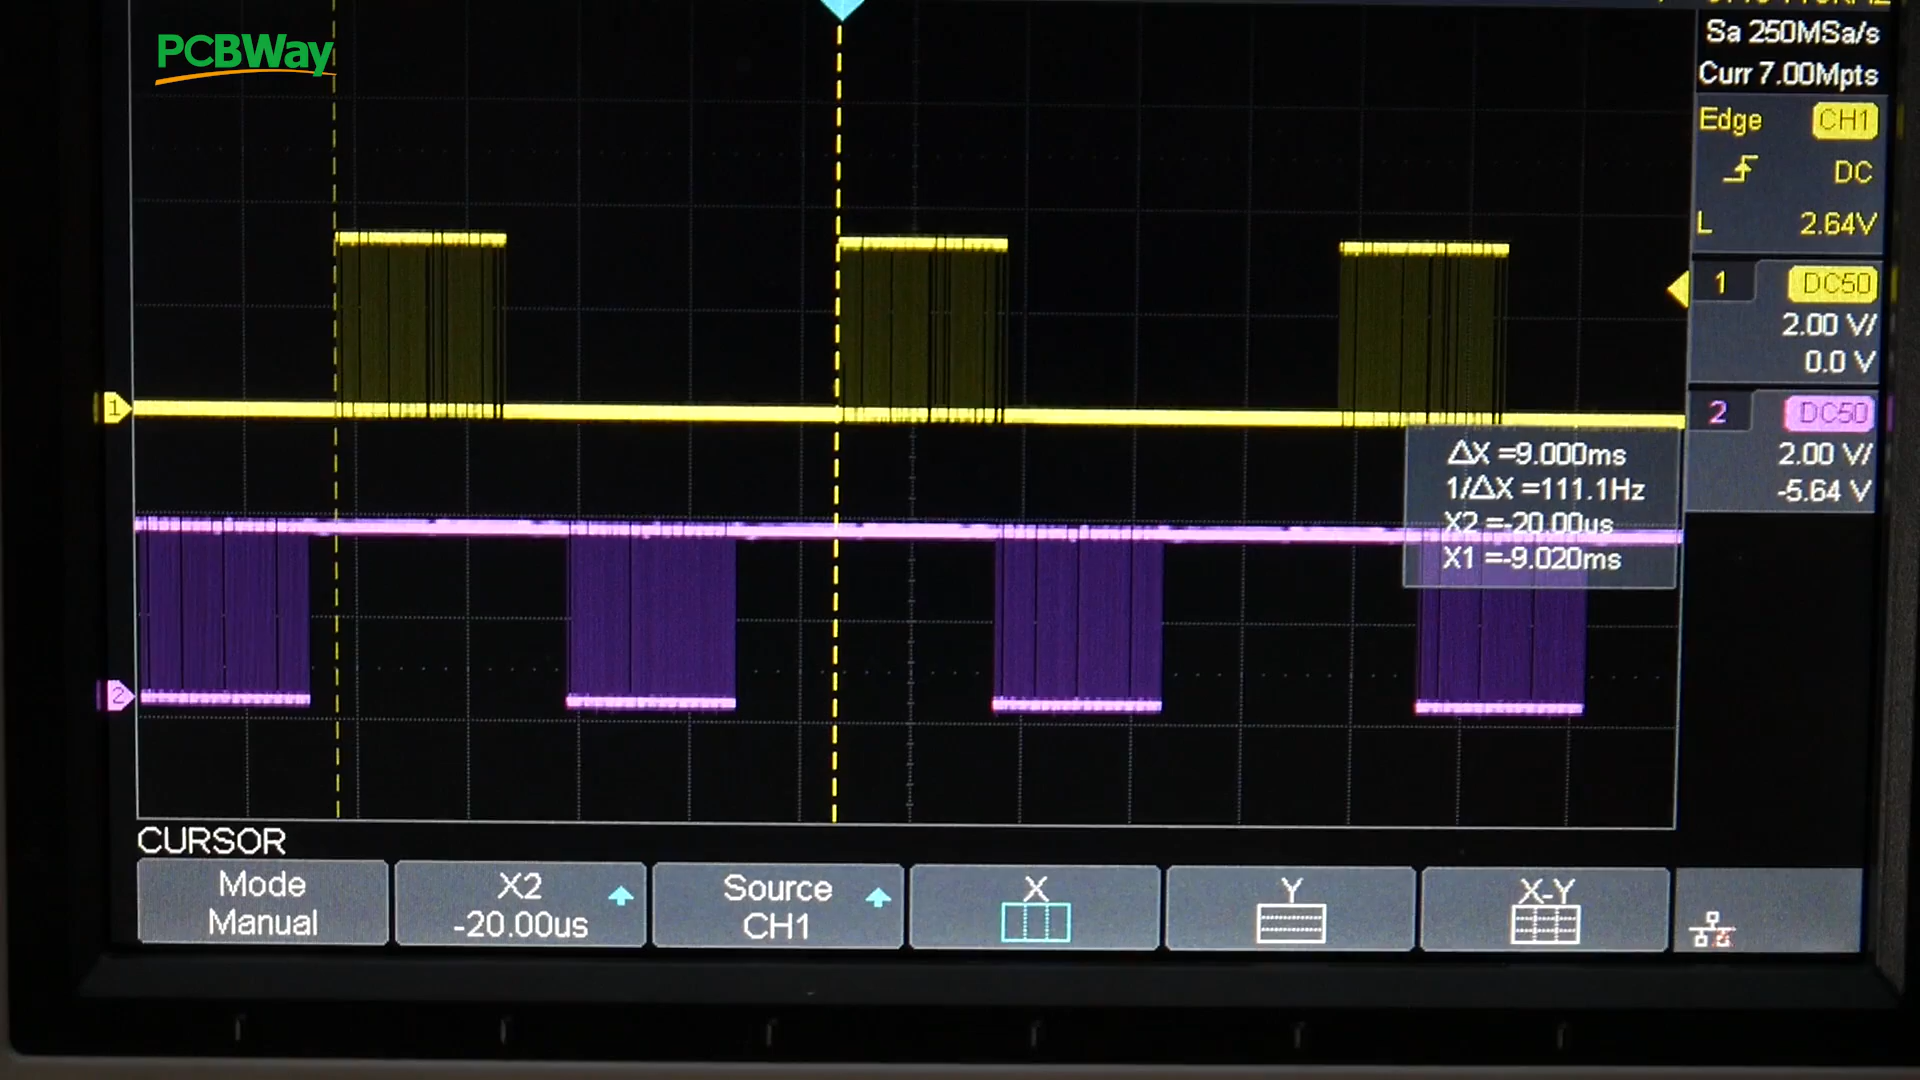 PCBWay
Sa 250MSa/s
Curr 7.00Mpts
Edge CH1
DC
L 2.64V
1 DC50
2.00 V/
0.0 V
2 DC50
2.00 V/
-5.64 V
1
2
ΔX =9.000ms
1/ΔX =111.1Hz
X2 =-20.00us
X1 =-9.020ms
CURSOR
Mode
Manual
X2
-20.00us
Source
CH1
X
Y
X-Y